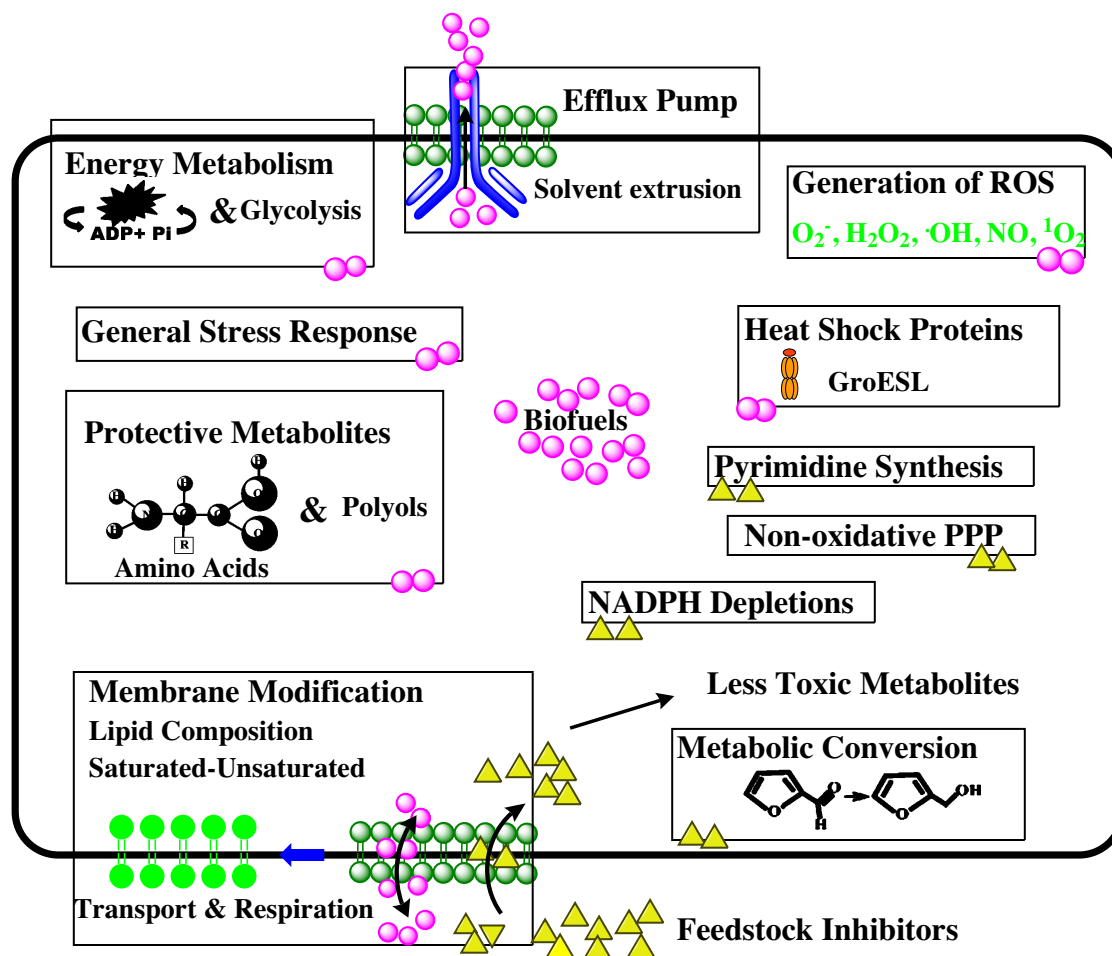 Efflux Pump
Solvent extrusion
Energy Metabolism
ADP+ Pi
& Glycolysis
Generation of ROS
O₂⁻, H₂O₂, ·OH, NO, ¹O₂
General Stress Response
Heat Shock Proteins
GroESL
Biofuels
Protective Metabolites
H
H
H
N
C
C
O
O
H
R
& Polyols
Amino Acids
Pyrimidine Synthesis
Non-oxidative PPP
NADPH Depletions
Membrane Modification
Lipid Composition
Saturated-Unsaturated
Transport & Respiration
Less Toxic Metabolites
Metabolic Conversion
O
O
H
O
OH
Feedstock Inhibitors